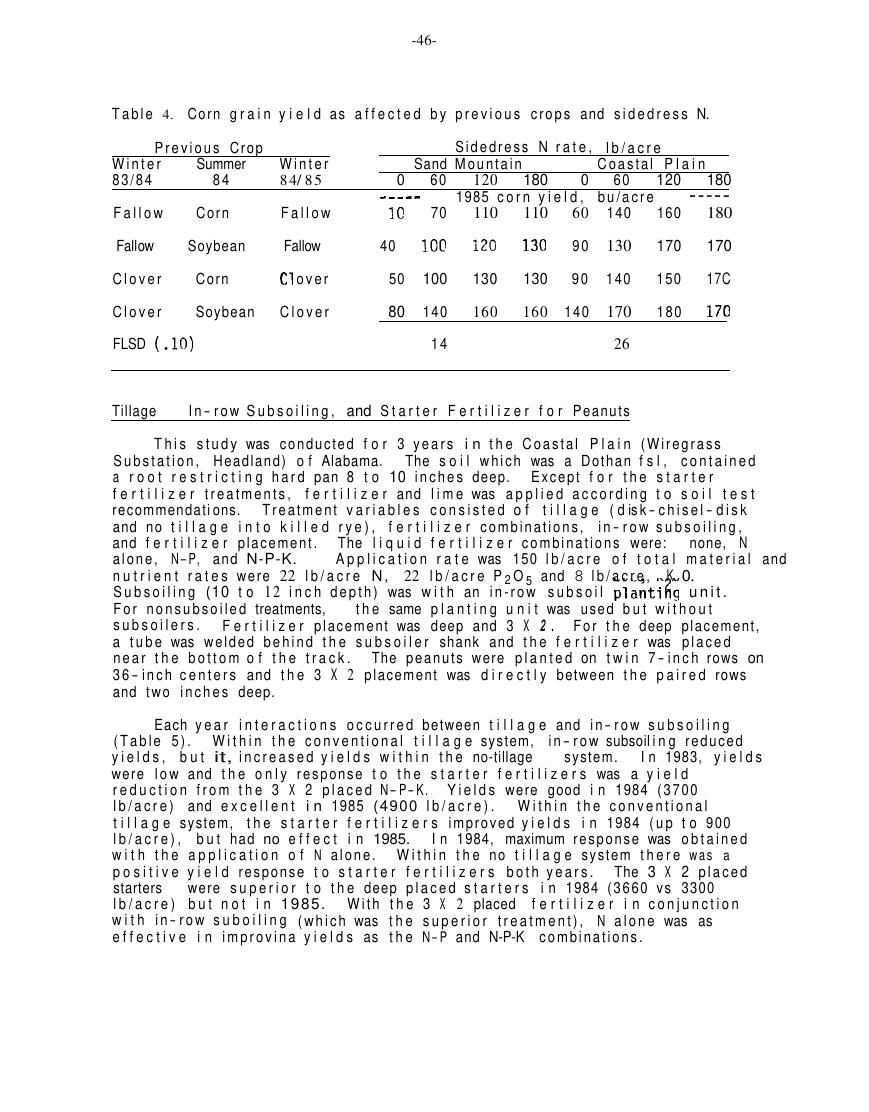 -46-
Table 4. Corn grain yield as affected by previous crops and sidedress N.
Previous Crop Sidedress N rate, lb/acre
Winter Summer Winter Sand Mountain Coastal Plain
83/84 84 84/85 0 60 120 180 0 60 120 180
----- 1985 corn yield, bu/acre -----
Fallow Corn Fallow 10 70 110 110 60 140 160 180
Fallow Soybean Fallow 40 100 120 130 90 130 170 170
Clover Corn Clover 50 100 130 130 90 140 150 170
Clover Soybean Clover 80 140 160 160 140 170 180 170
FLSD (.10) 14 26
Tillage In-row Subsoiling, and Starter Fertilizer for Peanuts
This study was conducted for 3 years in the Coastal Plain (Wiregrass
Substation, Headland) of Alabama. The soil which was a Dothan fsl, contained
a root restricting hard pan 8 to 10 inches deep. Except for the starter
fertilizer treatments, fertilizer and lime was applied according to soil test
recommendations. Treatment variables consisted of tillage (disk-chisel-disk
and no tillage into killed rye), fertilizer combinations, in-row subsoiling,
and fertilizer placement. The liquid fertilizer combinations were: none, N
alone, N-P, and N-P-K. Application rate was 150 lb/acre of total material and
nutrient rates were 22 lb/acre N, 22 lb/acre P2O5 and 8 lb/acre, K2O.
Subsoiling (10 to 12 inch depth) was with an in-row subsoil planting unit.
For nonsubsoiled treatments, the same planting unit was used but without
subsoilers. Fertilizer placement was deep and 3 X 2. For the deep placement,
a tube was welded behind the subsoiler shank and the fertilizer was placed
near the bottom of the track. The peanuts were planted on twin 7-inch rows on
36-inch centers and the 3 X 2 placement was directly between the paired rows
and two inches deep.
Each year interactions occurred between tillage and in-row subsoiling
(Table 5). Within the conventional tillage system, in-row subsoiling reduced
yields, but it, increased yields within the no-tillage system. In 1983, yields
were low and the only response to the starter fertilizers was a yield
reduction from the 3 X 2 placed N-P-K. Yields were good in 1984 (3700
lb/acre) and excellent in 1985 (4900 lb/acre). Within the conventional
tillage system, the starter fertilizers improved yields in 1984 (up to 900
lb/acre), but had no effect in 1985. In 1984, maximum response was obtained
with the application of N alone. Within the no tillage system there was a
positive yield response to starter fertilizers both years. The 3 X 2 placed
starters were superior to the deep placed starters in 1984 (3660 vs 3300
lb/acre) but not in 1985. With the 3 X 2 placed fertilizer in conjunction
with in-row suboiling (which was the superior treatment), N alone was as
effective in improvina yields as the N-P and N-P-K combinations.